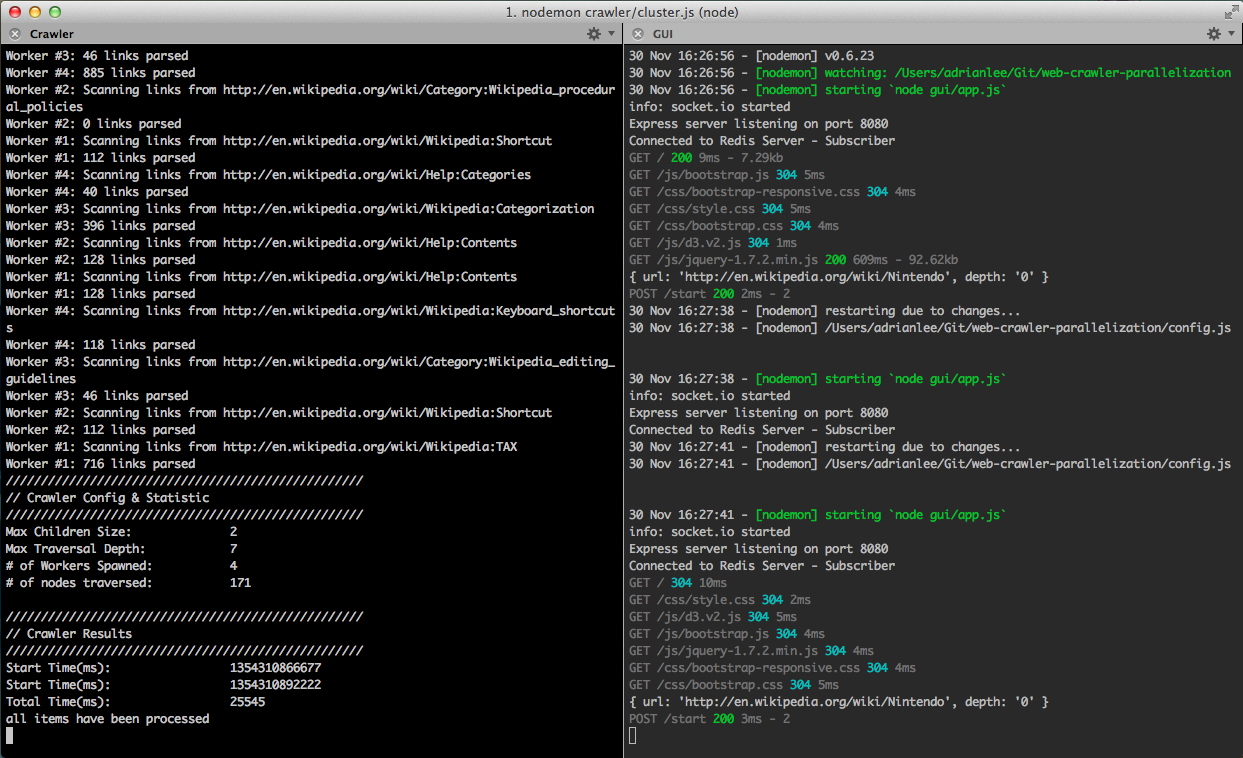 1. nodemon crawler/cluster.js (node)
Crawler
Worker #3: 46 links parsed
Worker #4: 885 links parsed
Worker #2: Scanning links from http://en.wikipedia.org/wiki/Category:Wikipedia_procedur
al_policies
Worker #2: 0 links parsed
Worker #1: Scanning links from http://en.wikipedia.org/wiki/Wikipedia:Shortcut
Worker #1: 112 links parsed
Worker #4: Scanning links from http://en.wikipedia.org/wiki/Help:Categories
Worker #4: 40 links parsed
Worker #3: Scanning links from http://en.wikipedia.org/wiki/Wikipedia:Categorization
Worker #3: 396 links parsed
Worker #2: Scanning links from http://en.wikipedia.org/wiki/Help:Contents
Worker #2: 128 links parsed
Worker #1: Scanning links from http://en.wikipedia.org/wiki/Help:Contents
Worker #1: 128 links parsed
Worker #4: Scanning links from http://en.wikipedia.org/wiki/Wikipedia:Keyboard_shortcut
s
Worker #4: 118 links parsed
Worker #3: Scanning links from http://en.wikipedia.org/wiki/Category:Wikipedia_editing_
guidelines
Worker #3: 46 links parsed
Worker #2: Scanning links from http://en.wikipedia.org/wiki/Wikipedia:Shortcut
Worker #2: 112 links parsed
Worker #1: Scanning links from http://en.wikipedia.org/wiki/Wikipedia:TAX
Worker #1: 716 links parsed
///////////////////////////////////////////////////
// Crawler Config & Statistic
///////////////////////////////////////////////////
Max Children Size: 2
Max Traversal Depth: 7
# of Workers Spawned: 4
# of nodes traversed: 171
///////////////////////////////////////////////////
// Crawler Results
///////////////////////////////////////////////////
Start Time(ms): 1354310866677
Start Time(ms): 1354310892222
Total Time(ms): 25545
all items have been processed
GUI
30 Nov 16:26:56 - [nodemon] v0.6.23
30 Nov 16:26:56 - [nodemon] watching: /Users/adrianlee/Git/web-crawler-parallelization
30 Nov 16:26:56 - [nodemon] starting `node gui/app.js`
info: socket.io started
Express server listening on port 8080
Connected to Redis Server - Subscriber
GET / 200 9ms - 7.29kb
GET /js/bootstrap.js 304 5ms
GET /css/bootstrap-responsive.css 304 4ms
GET /css/style.css 304 5ms
GET /css/bootstrap.css 304 4ms
GET /js/d3.v2.js 304 1ms
GET /js/jquery-1.7.2.min.js 200 609ms - 92.62kb
{ url: 'http://en.wikipedia.org/wiki/Nintendo', depth: '0' }
POST /start 200 2ms - 2
30 Nov 16:27:38 - [nodemon] restarting due to changes...
30 Nov 16:27:38 - [nodemon] /Users/adrianlee/Git/web-crawler-parallelization/config.js
30 Nov 16:27:38 - [nodemon] starting `node gui/app.js`
info: socket.io started
Express server listening on port 8080
Connected to Redis Server - Subscriber
30 Nov 16:27:41 - [nodemon] restarting due to changes...
30 Nov 16:27:41 - [nodemon] /Users/adrianlee/Git/web-crawler-parallelization/config.js
30 Nov 16:27:41 - [nodemon] starting `node gui/app.js`
info: socket.io started
Express server listening on port 8080
Connected to Redis Server - Subscriber
GET / 304 10ms
GET /css/style.css 304 2ms
GET /js/d3.v2.js 304 5ms
GET /js/bootstrap.js 304 4ms
GET /js/jquery-1.7.2.min.js 304 4ms
GET /css/bootstrap-responsive.css 304 4ms
GET /css/bootstrap.css 304 5ms
{ url: 'http://en.wikipedia.org/wiki/Nintendo', depth: '0' }
POST /start 200 3ms - 2